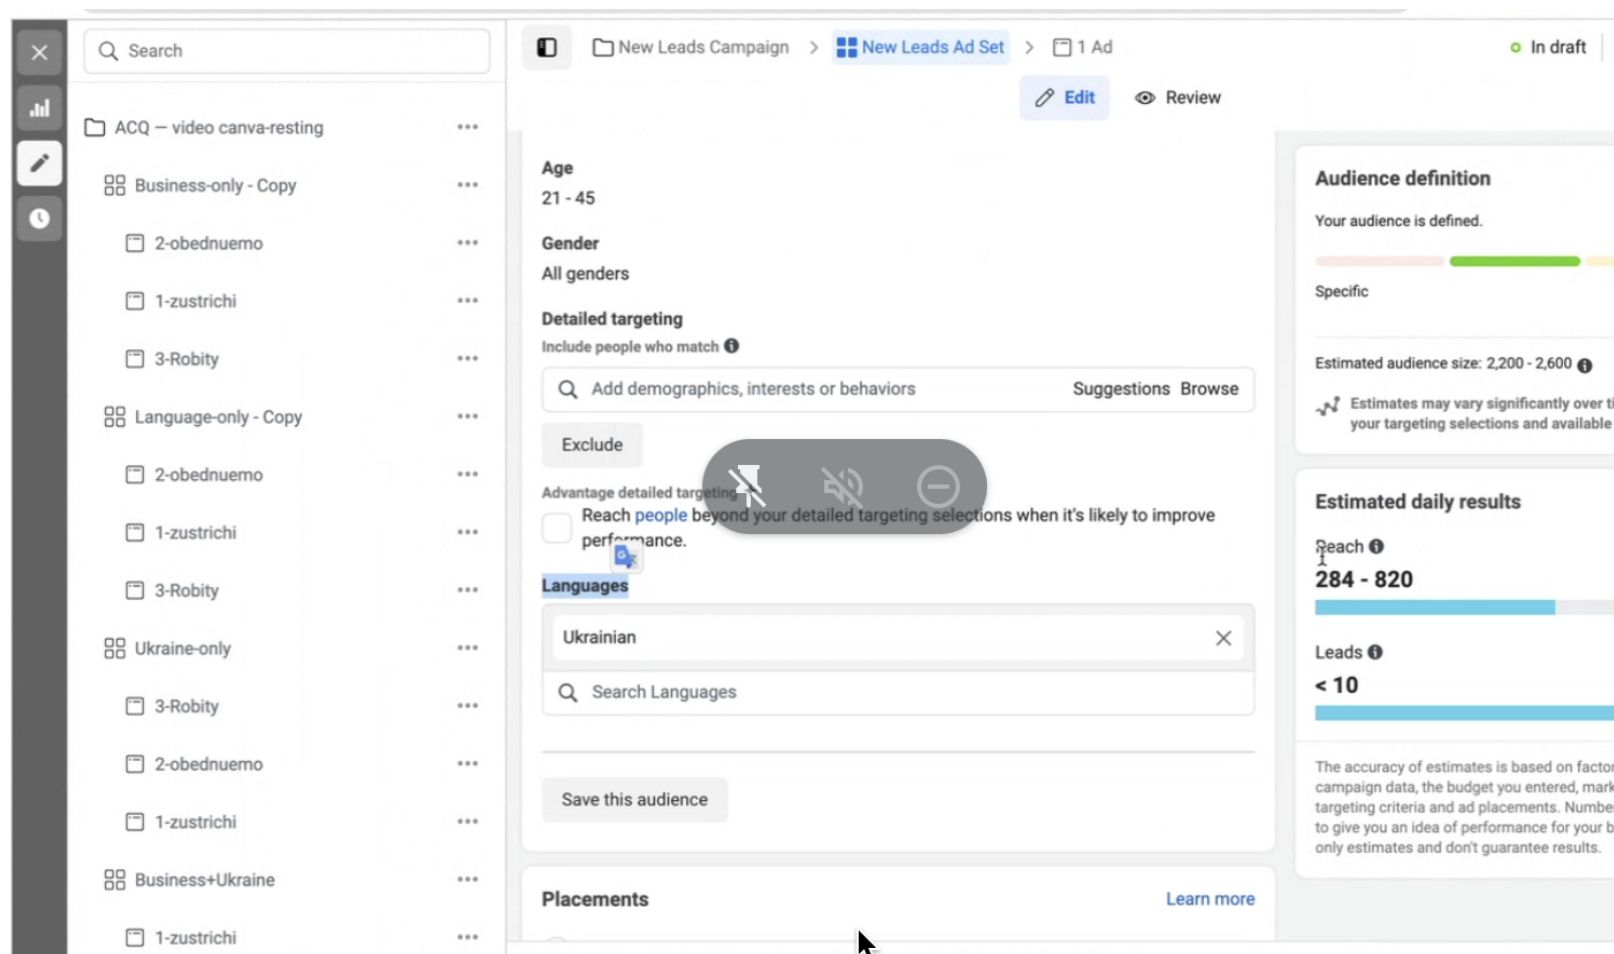 Search
New Leads Campaign
New Leads Ad Set
1 Ad
In draft
Edit
Review
ACQ — video canva-resting
Business-only - Copy
2-obednuemo
1-zustrichi
3-Robity
Language-only - Copy
2-obednuemo
1-zustrichi
3-Robity
Ukraine-only
3-Robity
2-obednuemo
1-zustrichi
Business+Ukraine
1-zustrichi
Age
21 - 45
Gender
All genders
Detailed targeting
Include people who match
Add demographics, interests or behaviors
Suggestions Browse
Exclude
Advantage detailed targeting
Reach people beyond your detailed targeting selections when it's likely to improve
performance.
Languages
Ukrainian
Search Languages
Save this audience
Placements
Learn more
Audience definition
Your audience is defined.
Specific
Estimated audience size: 2,200 - 2,600
Estimates may vary significantly over
your targeting selections and available
Estimated daily results
Reach
284 - 820
Leads
< 10
The accuracy of estimates is based on
campaign data, the budget you entered,
targeting criteria and ad placements.
to give you an idea of performance for your
only estimates and don't guarantee results.